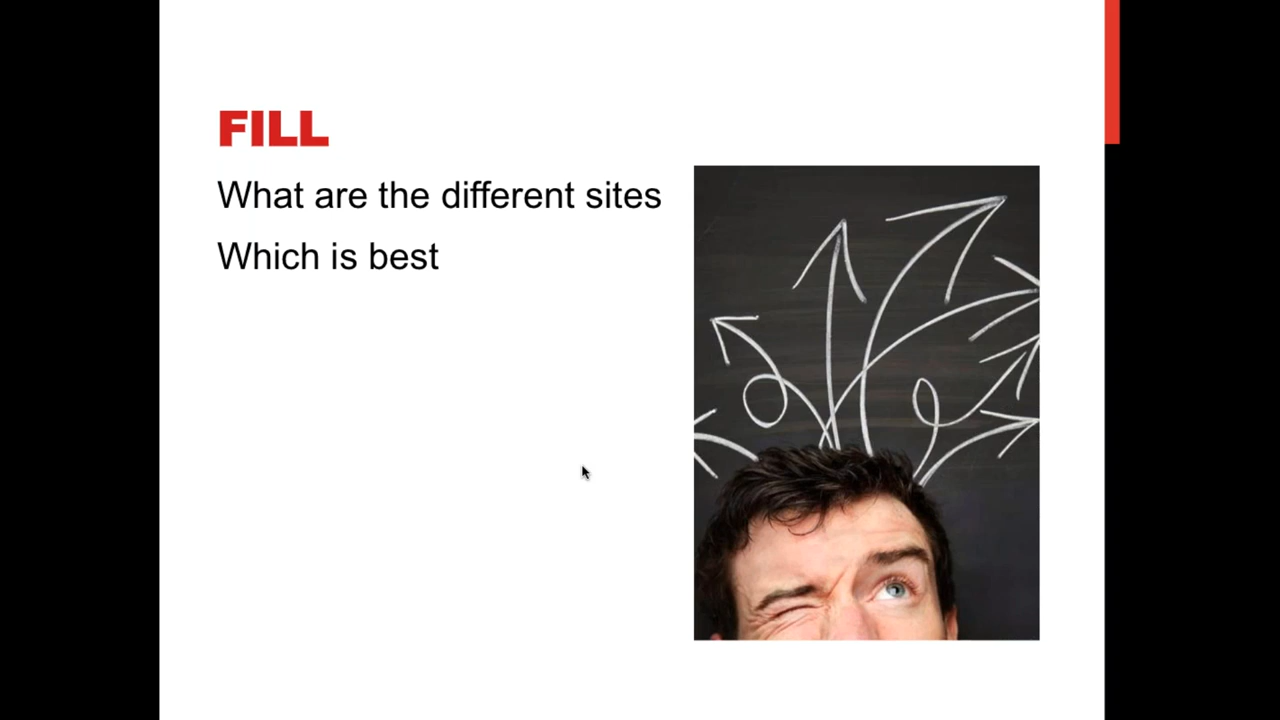 FILL
What are the different sites
Which is best